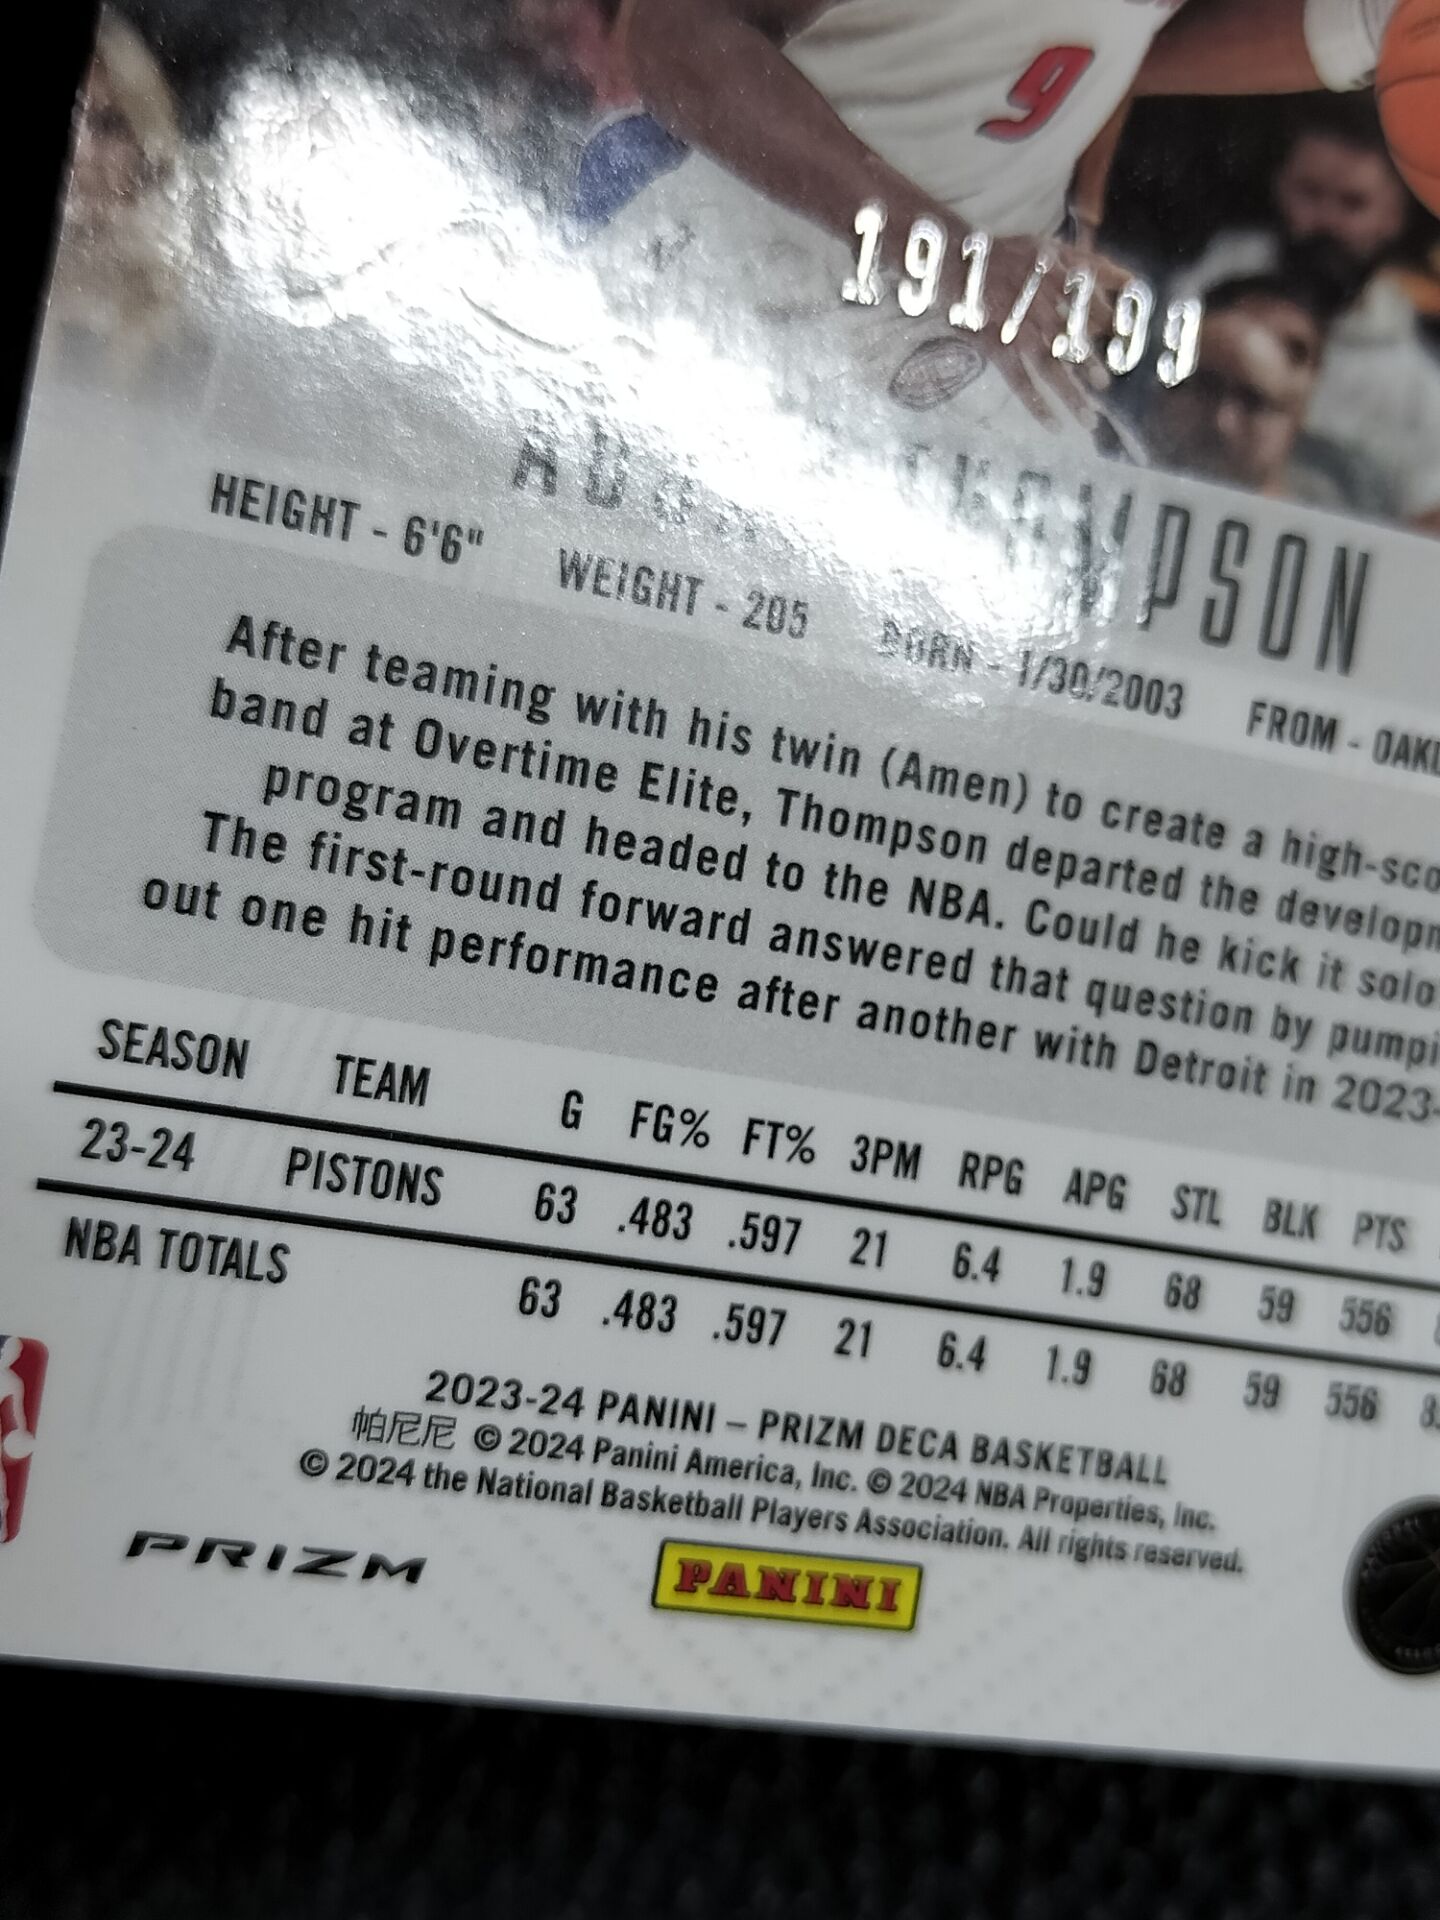 9
191/199
THOMPSON
HEIGHT - 6'6" WEIGHT - 205 BORN - 1/30/2003 FROM - OAKL
After teaming with his twin (Amen) to create a high-sco
band at Overtime Elite, Thompson departed the developm
program and headed to the NBA. Could he kick it solo
The first-round forward answered that question by pumpi
out one hit performance after another with Detroit in 2023-
SEASON TEAM G FG% FT% 3PM RPG APG STL BLK PTS
23-24 PISTONS 63 .483 .597 21 6.4 1.9 68 59 556
NBA TOTALS 63 .483 .597 21 6.4 1.9 68 59 556 8
2023-24 PANINI – PRIZM DECA BASKETBALL
帕尼尼 © 2024 Panini America, Inc. © 2024 NBA Properties, Inc.
© 2024 the National Basketball Players Association. All rights reserved.
PRIZM PANINI